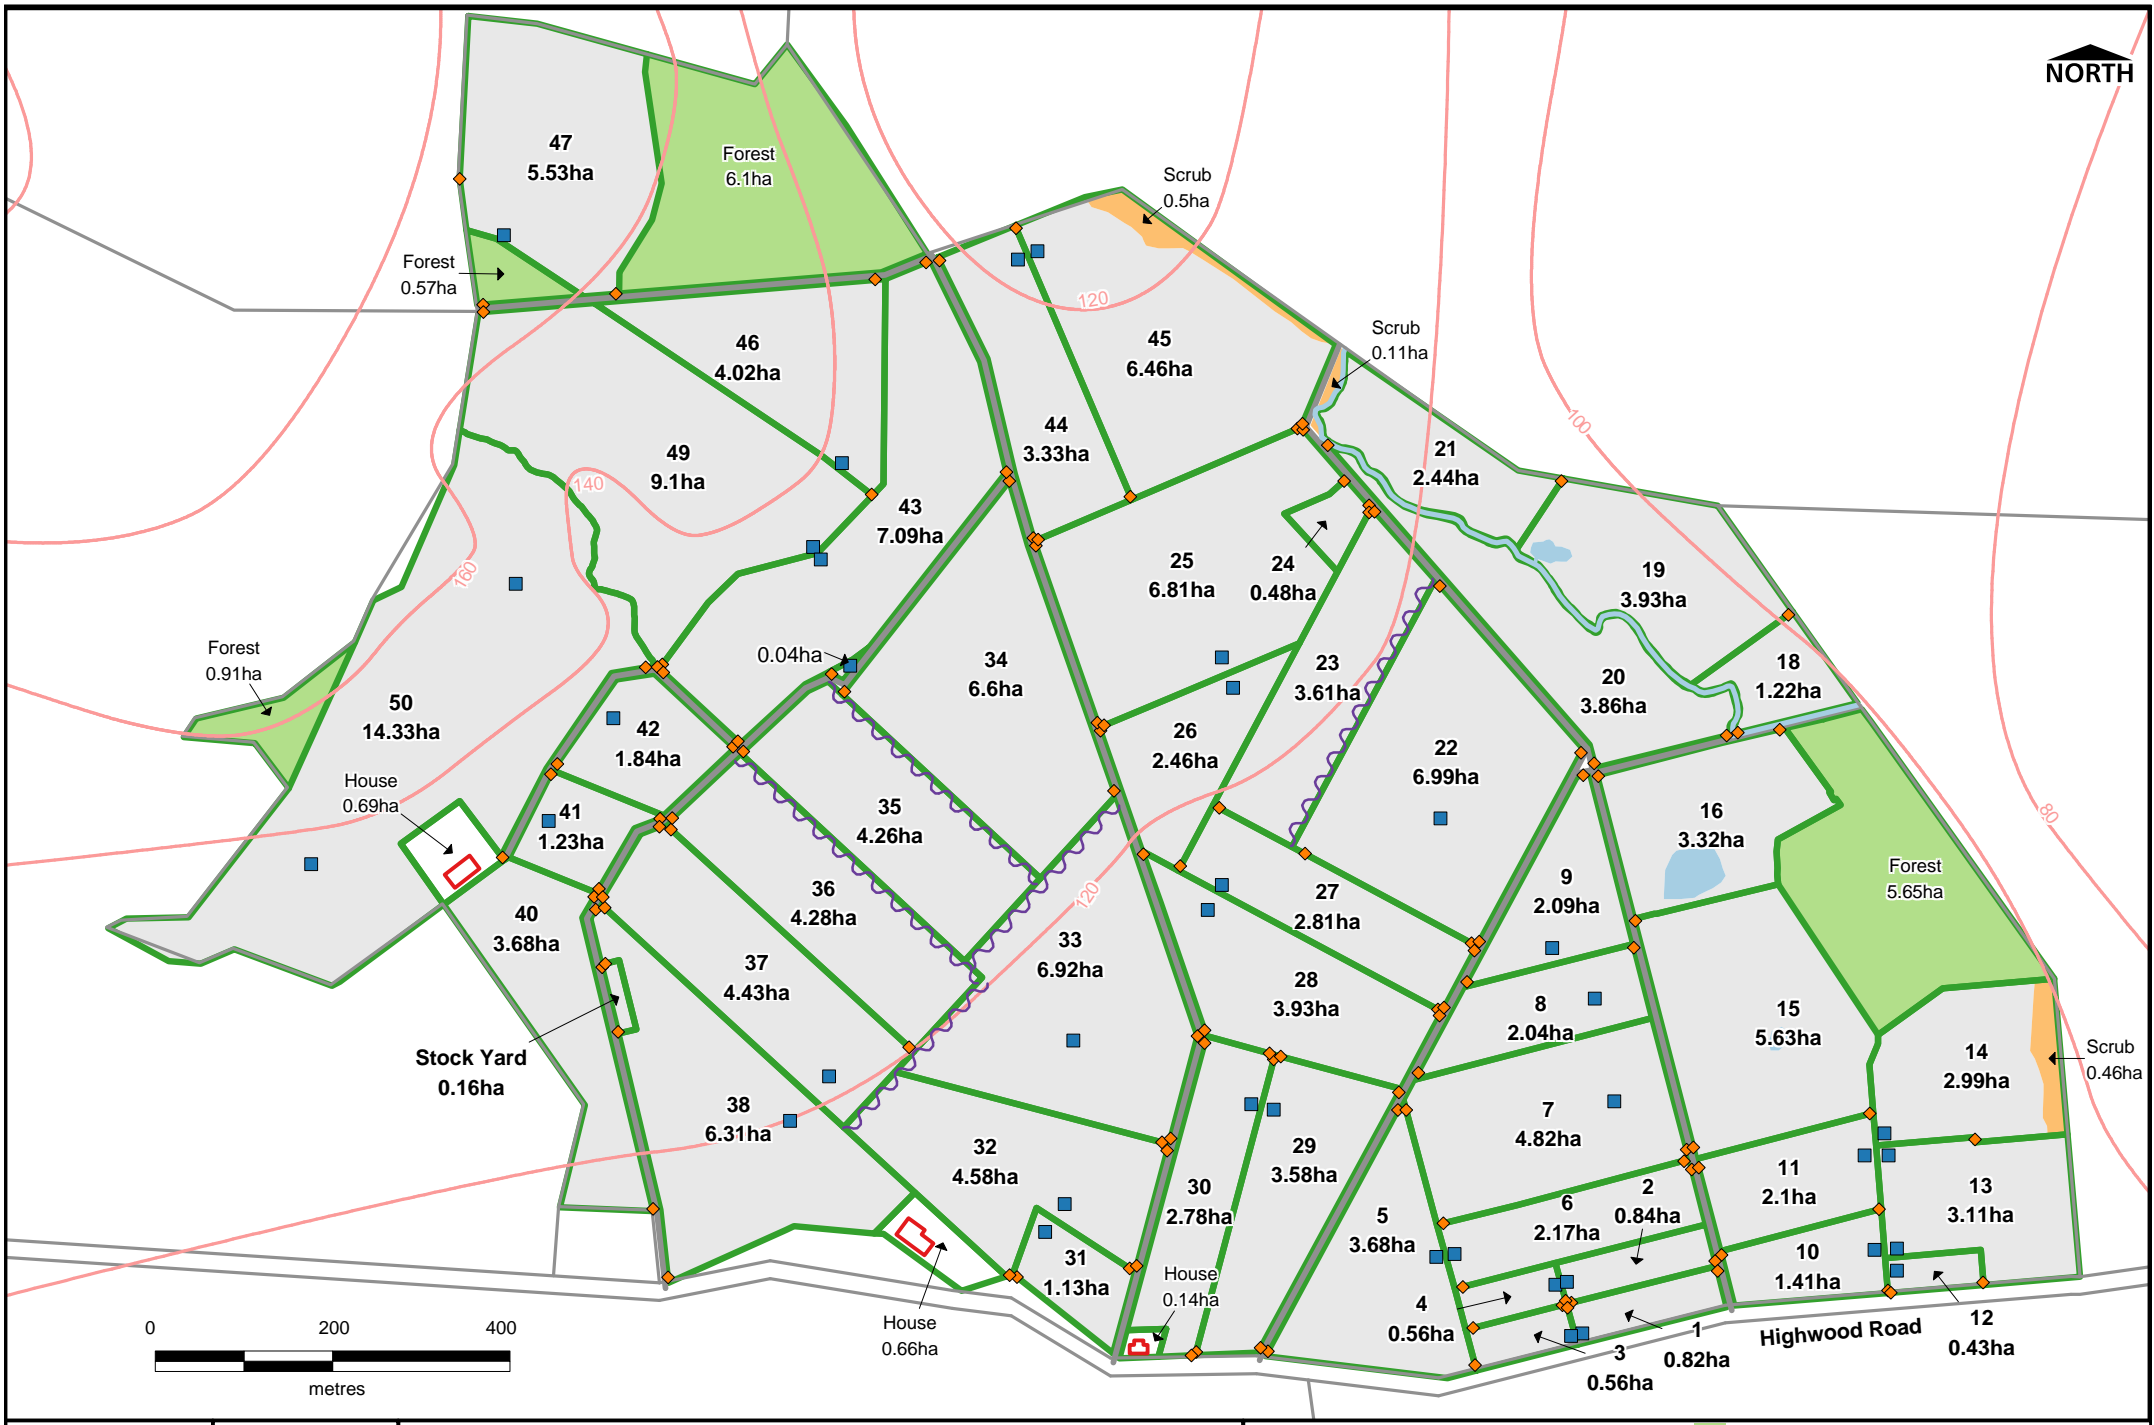 NORTH
47
5.53ha
Forest
6.1ha
Scrub
0.5ha
Forest
0.57ha
120
45
6.46ha
Scrub
0.11ha
46
4.02ha
100
44
3.33ha
21
2.44ha
49
9.1ha
140
43
7.09ha
25
6.81ha
24
0.48ha
19
3.93ha
160
Forest
0.91ha
0.04ha
34
6.6ha
23
3.61ha
20
3.86ha
18
1.22ha
50
14.33ha
42
1.84ha
26
2.46ha
22
6.99ha
House
0.69ha
41
1.23ha
35
4.26ha
16
3.32ha
80
Forest
5.65ha
40
3.68ha
36
4.28ha
120
27
2.81ha
9
2.09ha
33
6.92ha
37
4.43ha
28
3.93ha
8
2.04ha
15
5.63ha
Stock Yard
0.16ha
14
2.99ha
Scrub
0.46ha
38
6.31ha
7
4.82ha
32
4.58ha
29
3.58ha
30
2.78ha
6
2.17ha
2
0.84ha
11
2.1ha
13
3.11ha
5
3.68ha
31
1.13ha
House
0.14ha
10
1.41ha
4
0.56ha
House
0.66ha
3
0.56ha
1
0.82ha
Highwood Road
12
0.43ha
0 200 400
metres